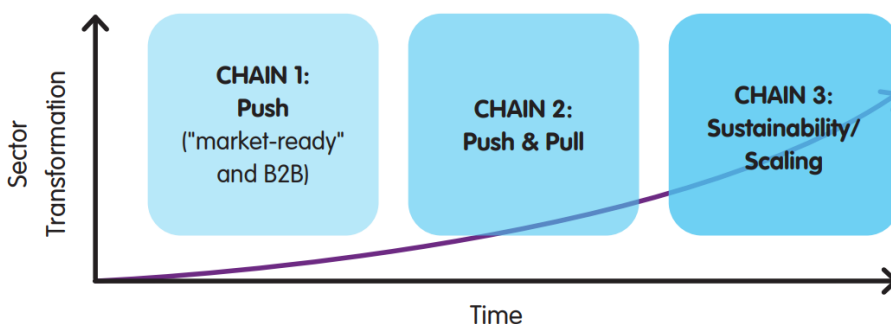 Sector
Transformation
CHAIN 1:
Push
("market-ready"
and B2B)
CHAIN 2:
Push & Pull
CHAIN 3:
Sustainability/
Scaling
Time